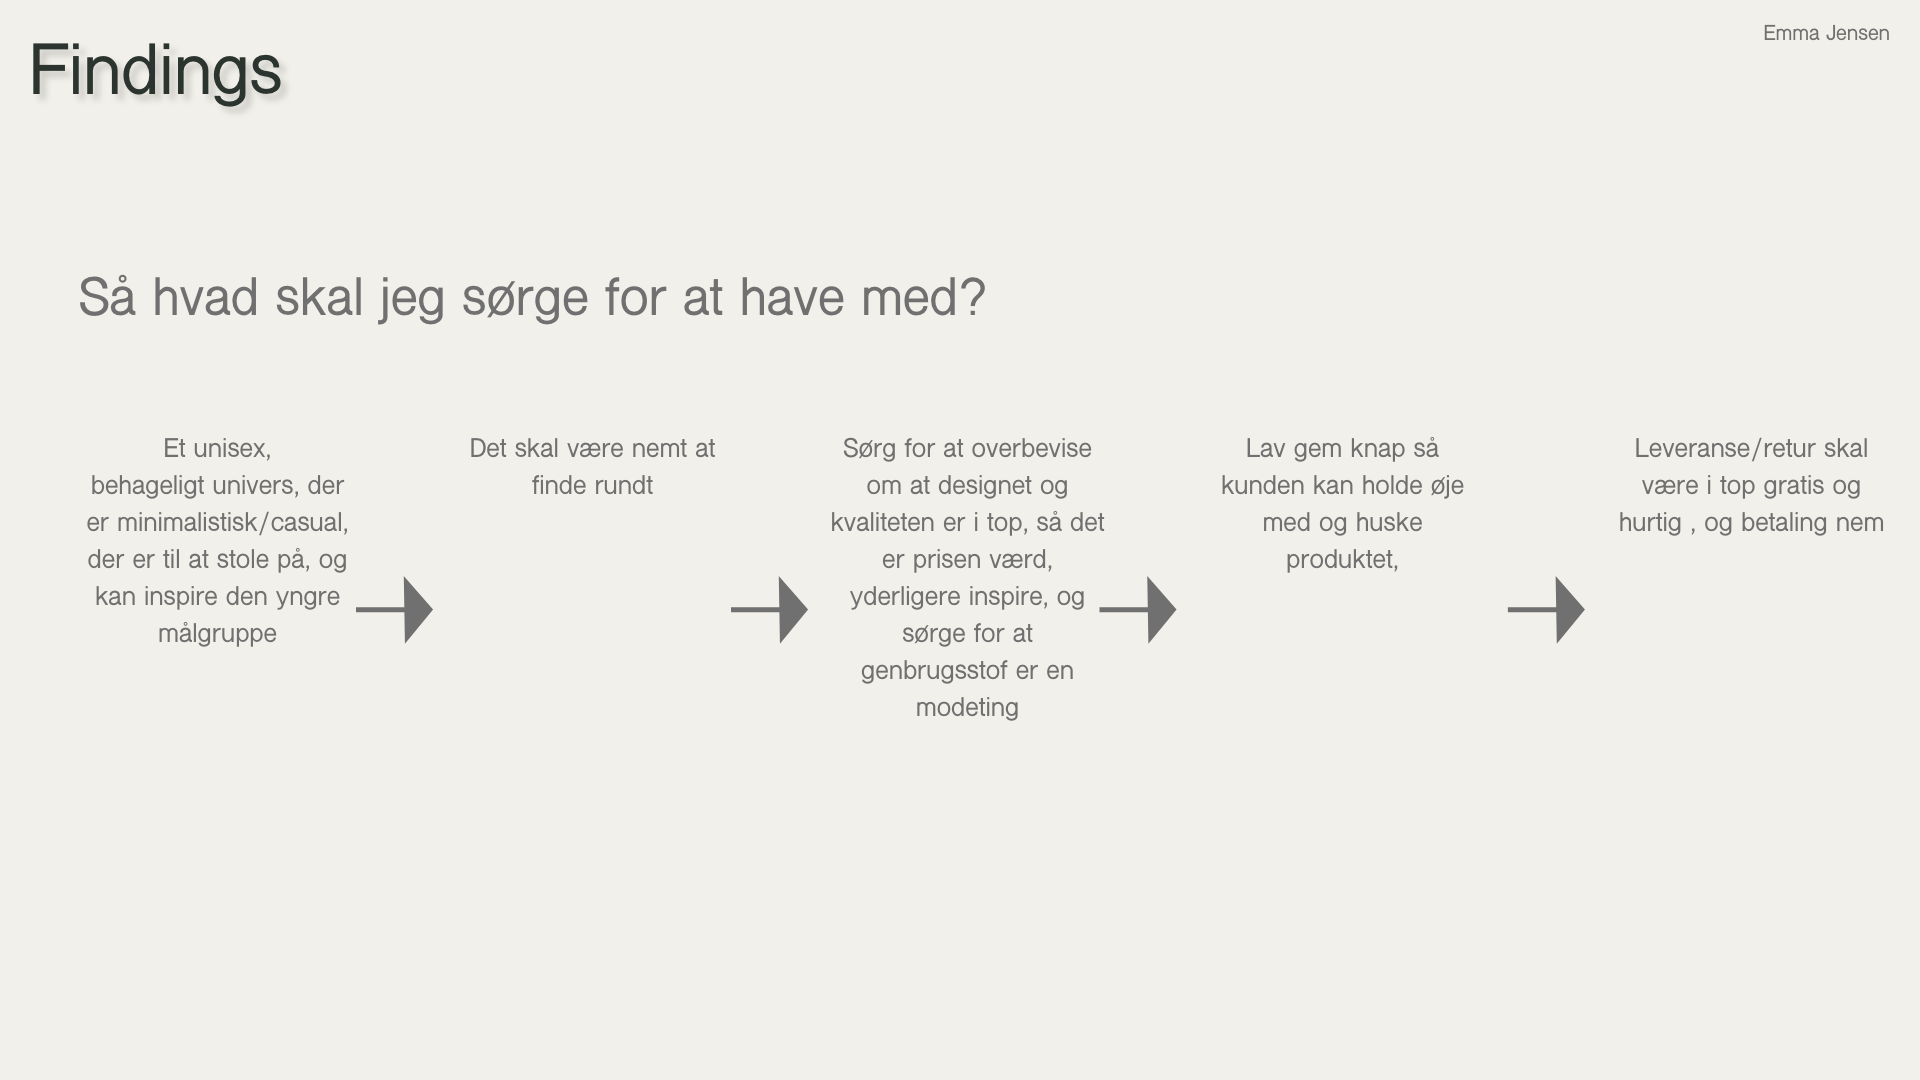 Findings
Emma Jensen
Så hvad skal jeg sørge for at have med?
Et unisex,
behageligt univers, der
er minimalistisk/casual,
der er til at stole på, og
kan inspire den yngre
målgruppe
Det skal være nemt at
finde rundt
Sørg for at overbevise
om at designet og
kvaliteten er i top, så det
er prisen værd,
yderligere inspire, og
sørge for at
genbrugsstof er en
modeting
Lav gem knap så
kunden kan holde øje
med og huske
produktet,
Leveranse/retur skal
være i top gratis og
hurtig , og betaling nem